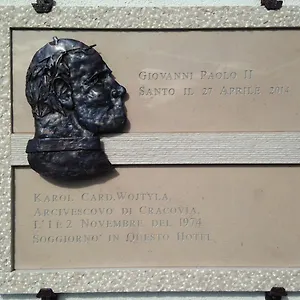 GIOVANNI PAOLO II
SANTO IL 27 APRILE 2014
KAROL CARD. WOJTYLA,
ARCIVESCOVO DI CRACOVIA,
L'1 E 2 NOVEMBRE DEL 1974
SOGGIORNO' IN QUESTO HOTEL